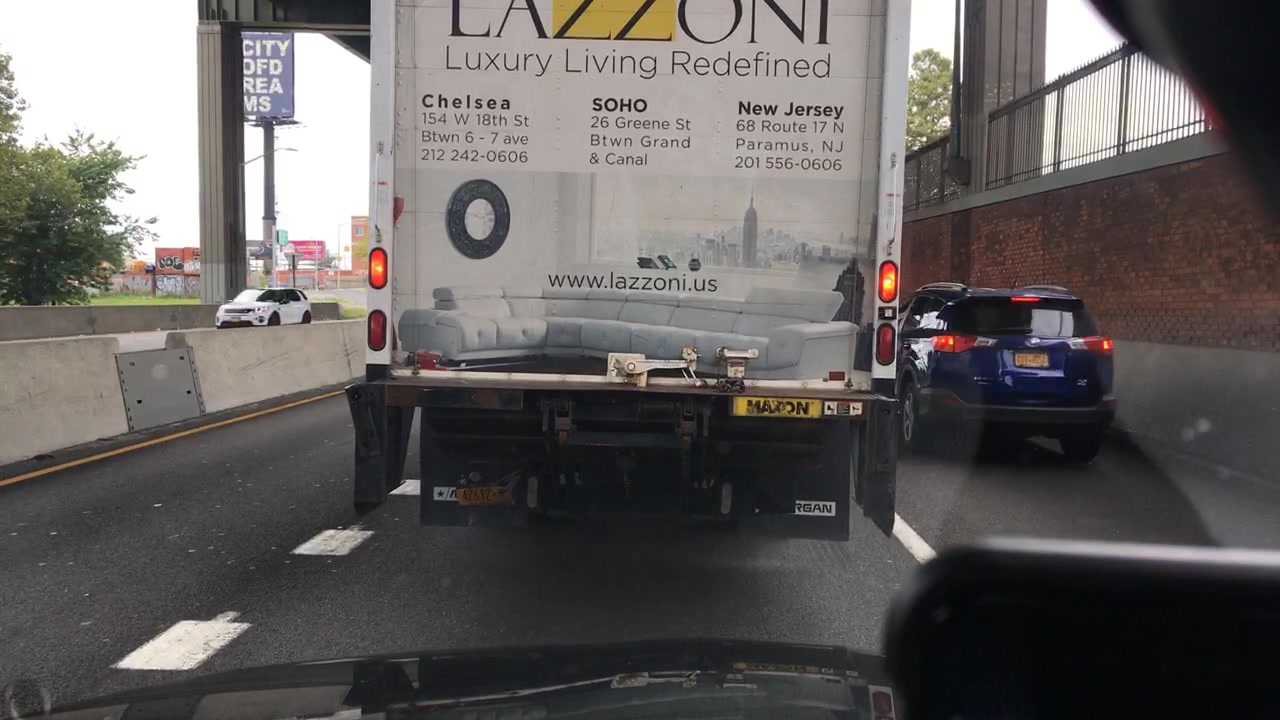 CITY
OFD
REA
MS
LAZZONI
Luxury Living Redefined
Chelsea
154 W 18th St
Btwn 6 - 7 ave
212 242-0606
SOHO
26 Greene St
Btwn Grand
& Canal
New Jersey
68 Route 17 N
Paramus, NJ
201 556-0606
www.lazzoni.us
MAXON
RGAN